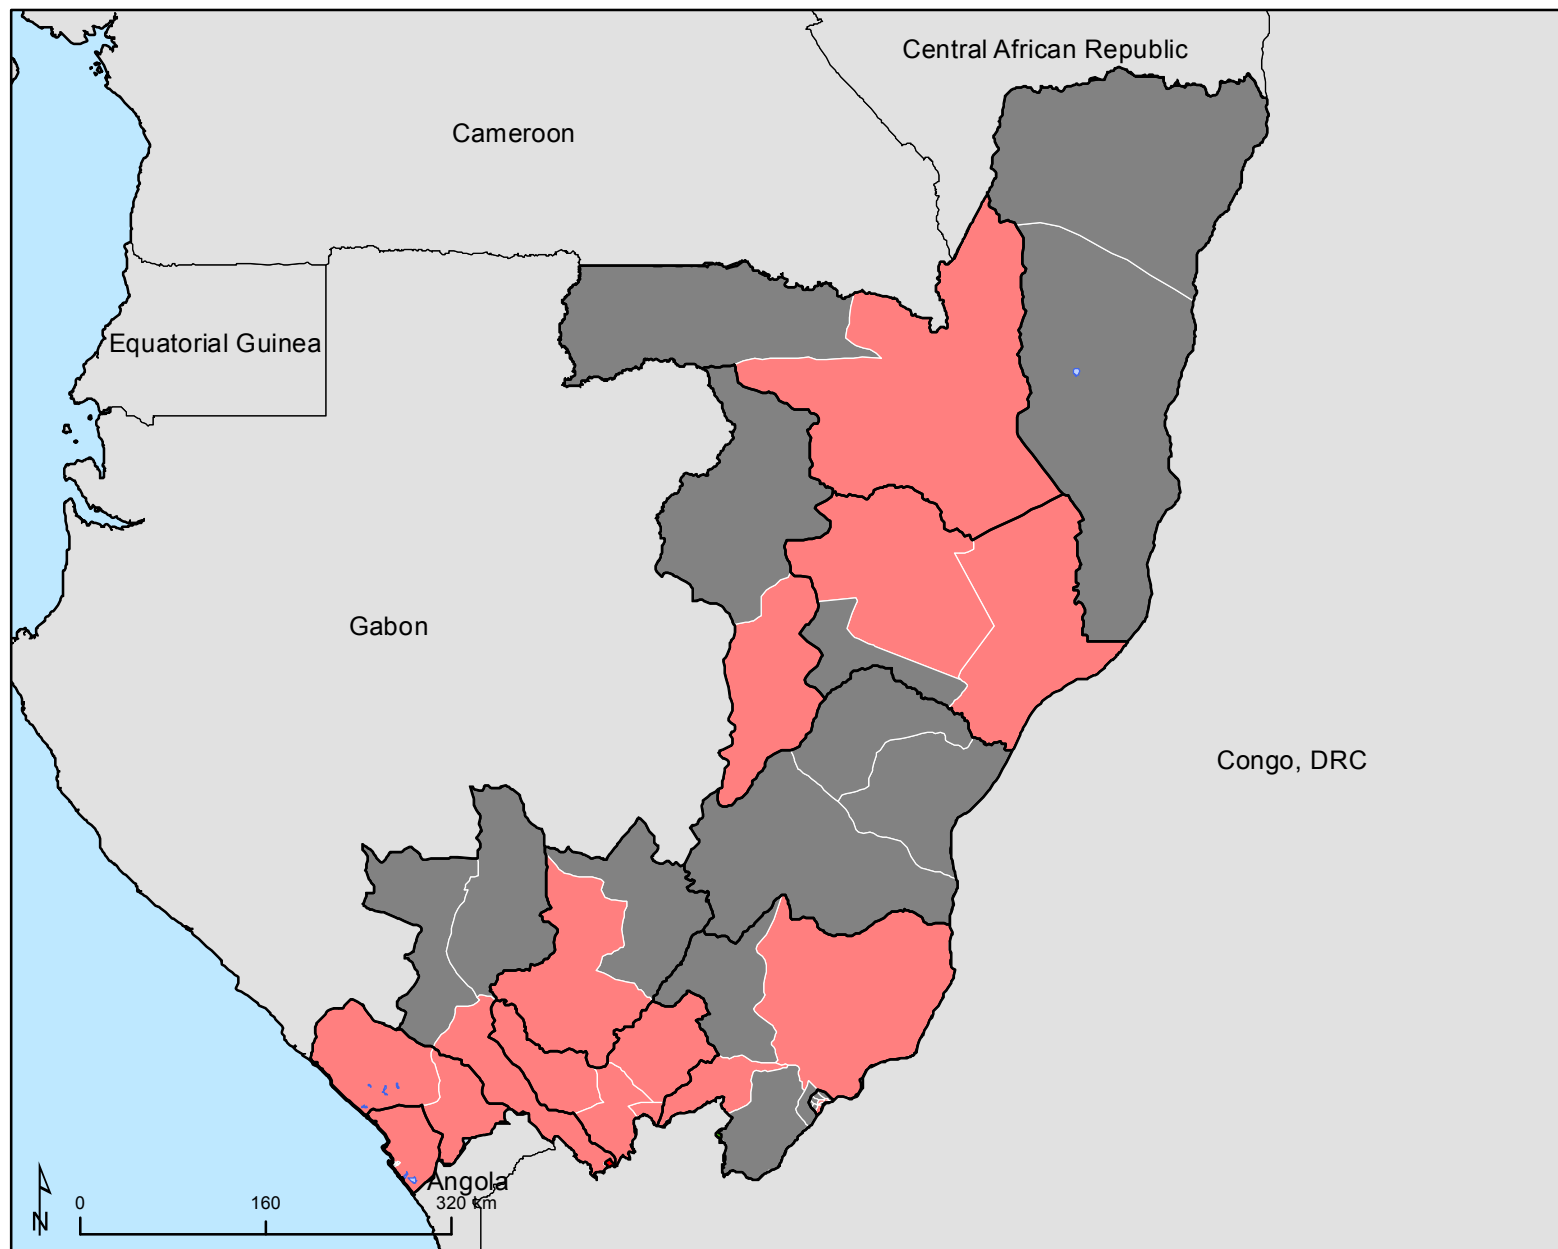 Central African Republic
Cameroon
Equatorial Guinea
Gabon
Congo, DRC
Angola
0 160 320 km
N